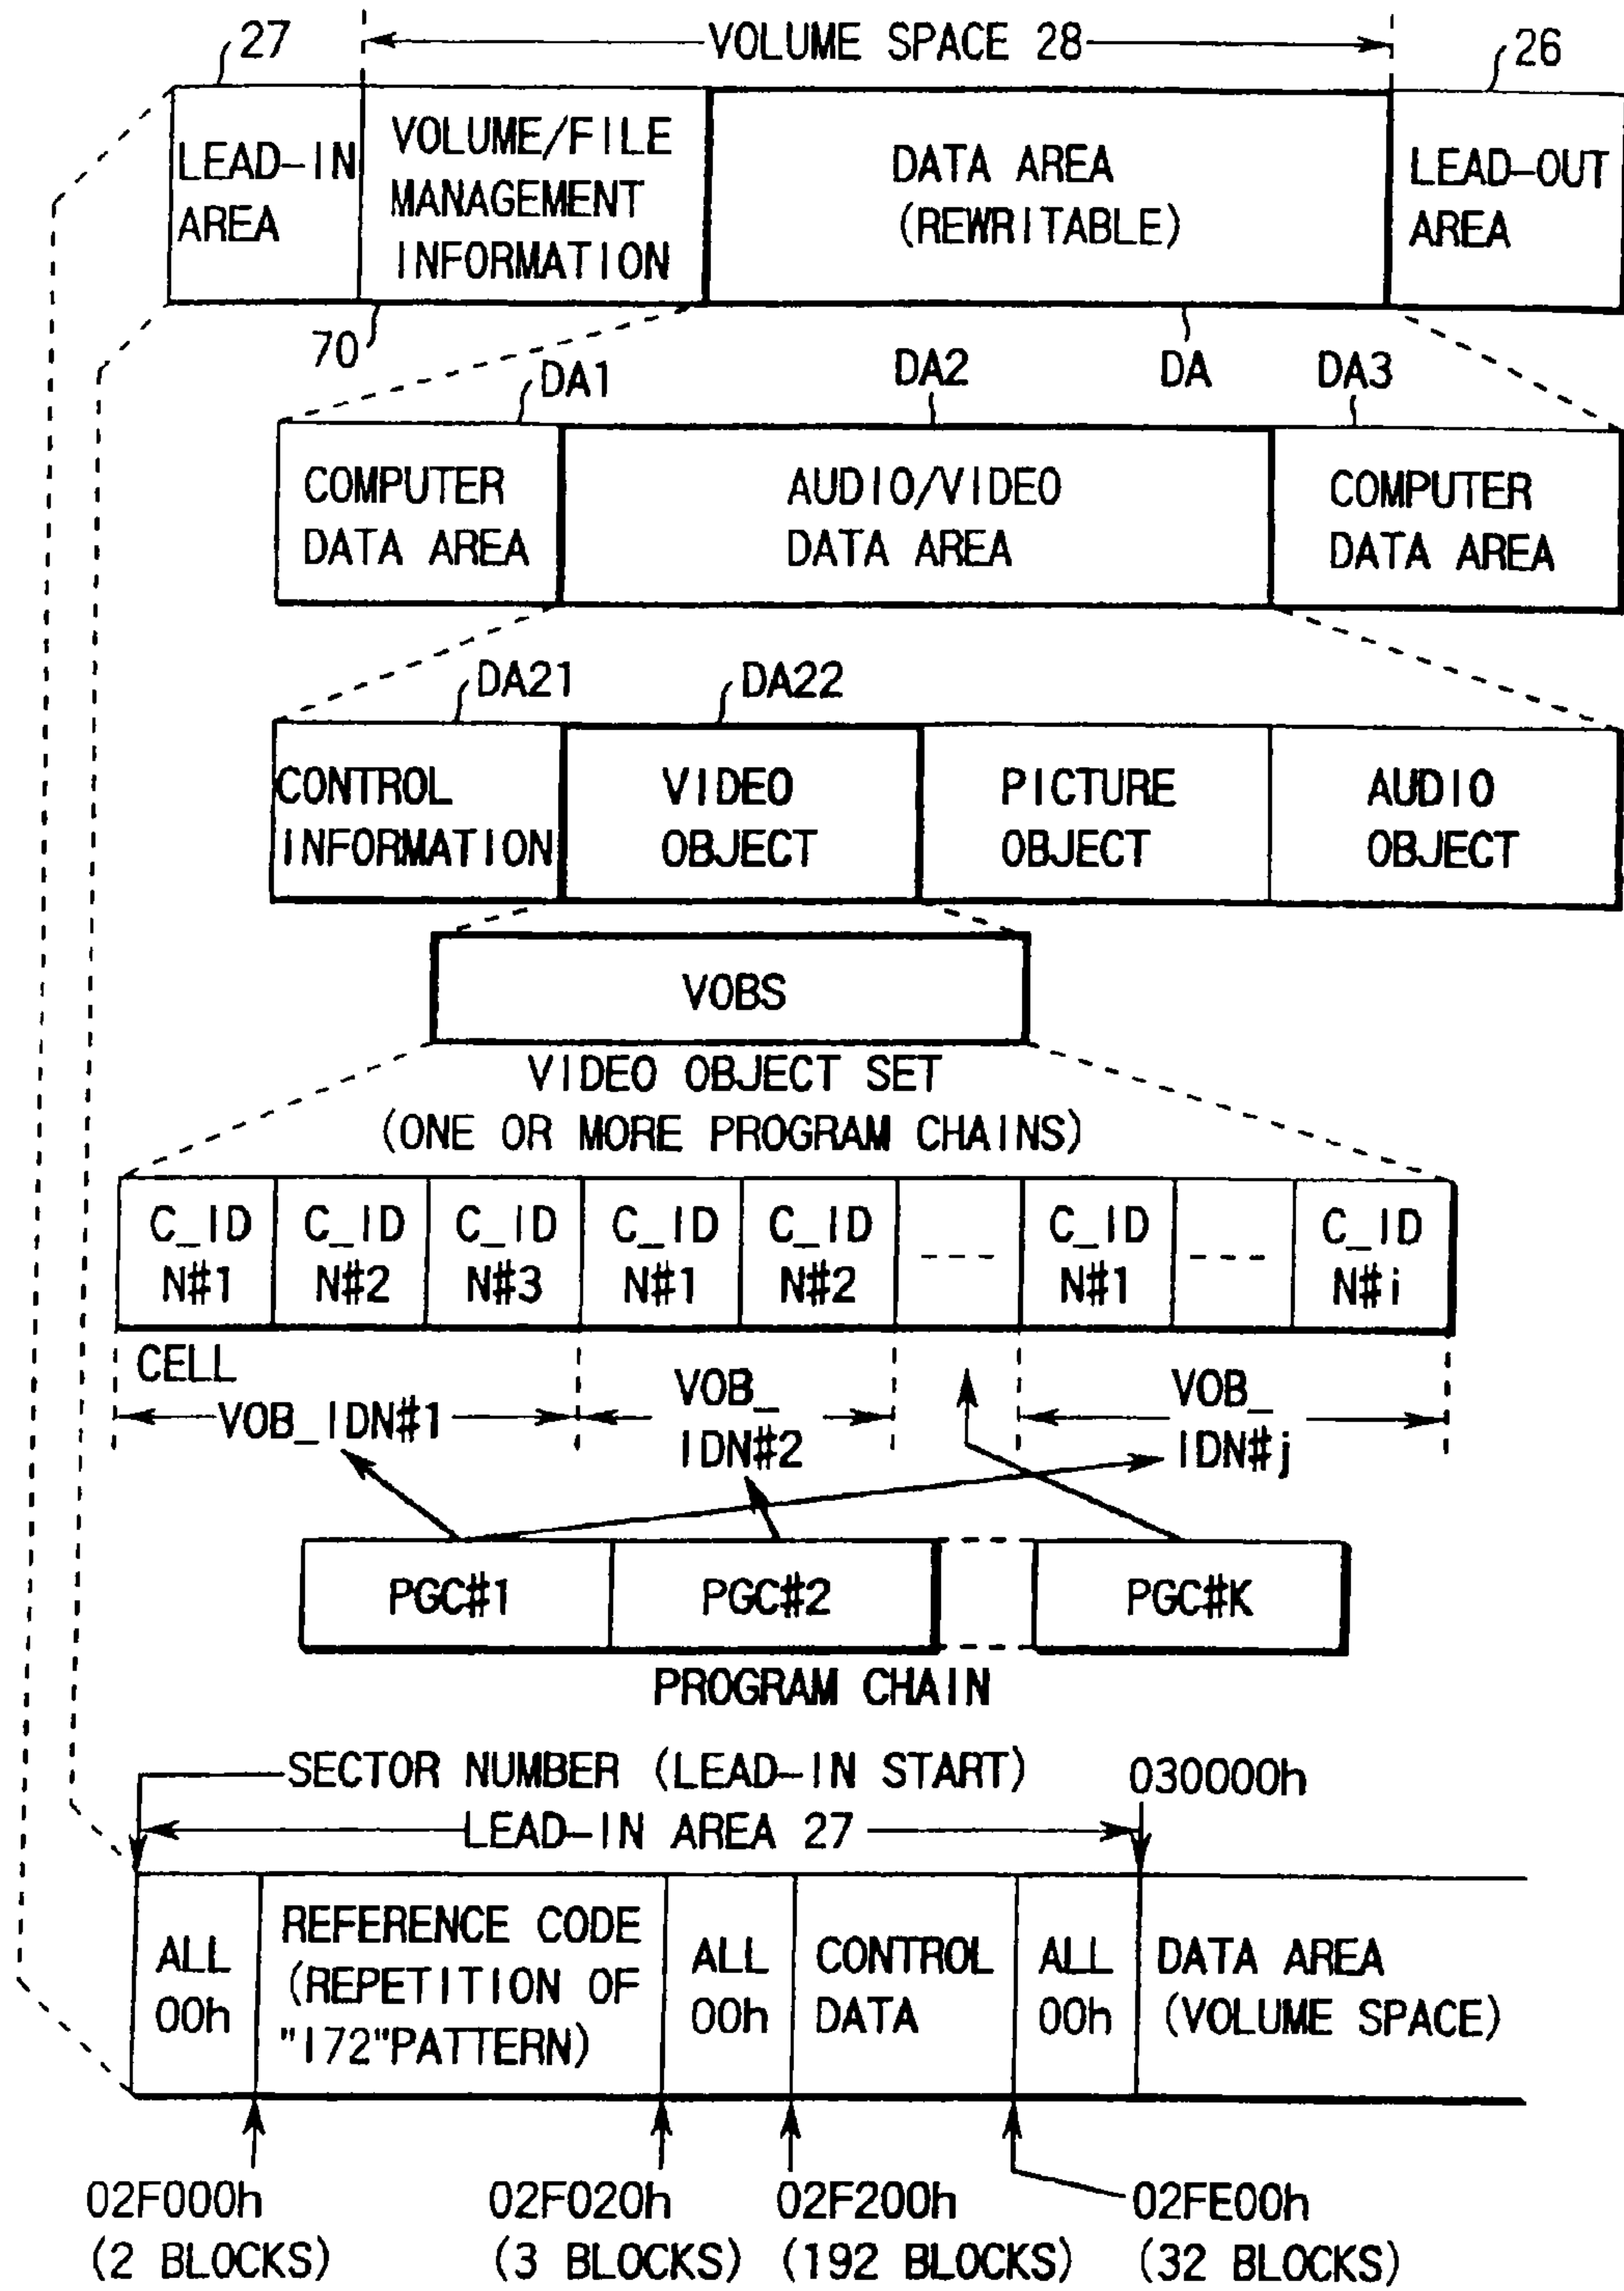 27
VOLUME SPACE 28
26
LEAD-IN
AREA
VOLUME/FILE
MANAGEMENT
INFORMATION
DATA AREA
(REWRITABLE)
LEAD-OUT
AREA
70
DA1
DA2
DA
DA3
COMPUTER
DATA AREA
AUDIO/VIDEO
DATA AREA
COMPUTER
DATA AREA
DA21
DA22
CONTROL
INFORMATION
VIDEO
OBJECT
PICTURE
OBJECT
AUDIO
OBJECT
VOBS
VIDEO OBJECT SET
(ONE OR MORE PROGRAM CHAINS)
C_ID
N#1
C_ID
N#2
C_ID
N#3
C_ID
N#1
C_ID
N#2
----
C_ID
N#1
----
C_ID
N#i
CELL
VOB_IDN#1
VOB_
IDN#2
VOB_
IDN#j
PGC#1
PGC#2
PGC#K
PROGRAM CHAIN
SECTOR NUMBER (LEAD-IN START)
030000h
LEAD-IN AREA 27
ALL
00h
REFERENCE CODE
(REPETITION OF
"172"PATTERN)
ALL
00h
CONTROL
DATA
ALL
00h
DATA AREA
(VOLUME SPACE)
02F000h
(2 BLOCKS)
02F020h
(3 BLOCKS)
02F200h
(192 BLOCKS)
02FE00h
(32 BLOCKS)